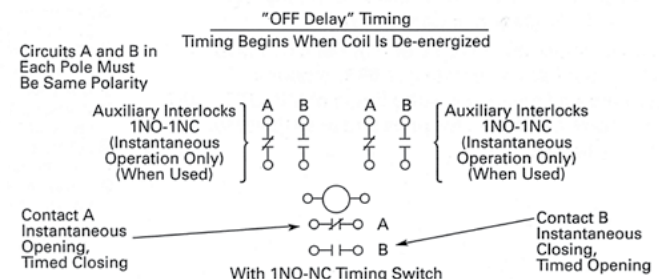 "OFF Delay" Timing
Timing Begins When Coil Is De-energized
Circuits A and B in
Each Pole Must
Be Same Polarity
Auxiliary Interlocks
1NO-1NC
(Instantaneous
Operation Only)
(When Used)
A B A B
Auxiliary Interlocks
1NO-1NC
(Instantaneous
Operation Only)
(When Used)
Contact A
Instantaneous
Opening,
Timed Closing
A
B
Contact B
Instantaneous
Closing,
Timed Opening
With 1NO-NC Timing Switch